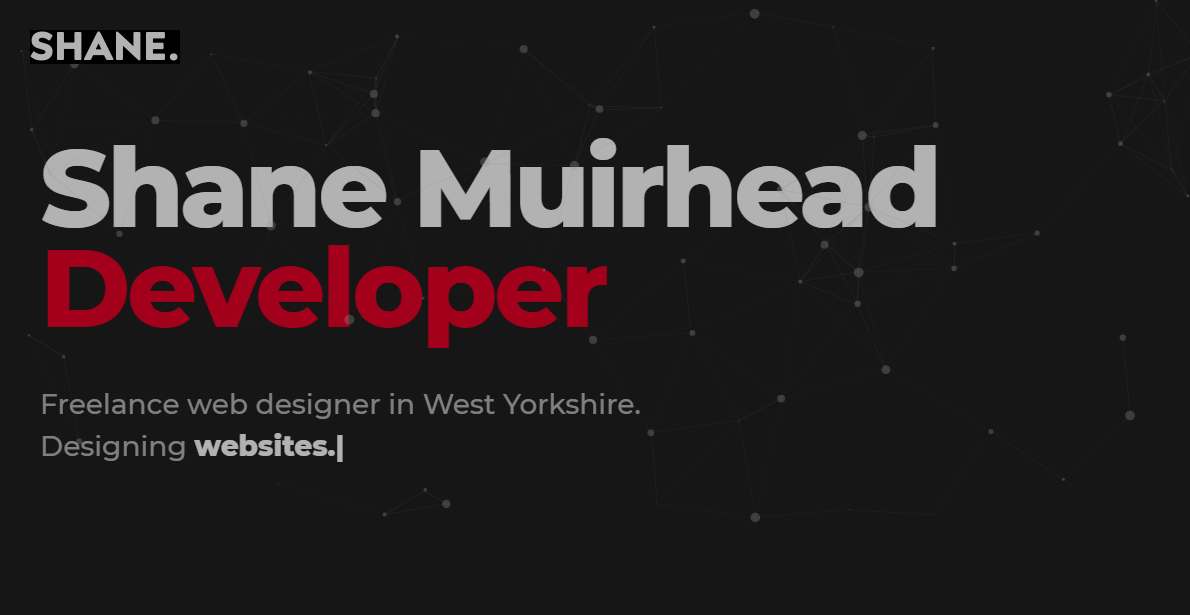 SHANE.
Shane Muirhead
Developer
Freelance web designer in West Yorkshire.
Designing websites.|